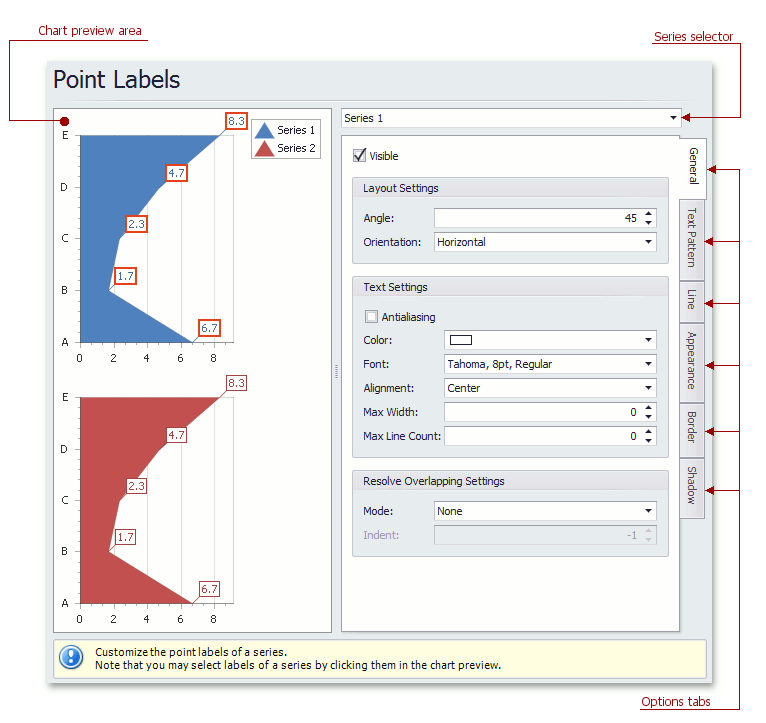 Chart preview area
Series selector
Point Labels
8.3
Series 1
Series 2
E
4.7
D
2.3
C
1.7
B
6.7
A
0 2 4 6 8
8.3
E
4.7
D
2.3
C
1.7
B
6.7
A
0 2 4 6 8
Series 1
Visible
Layout Settings
Angle: 45
Orientation: Horizontal
Text Settings
Antialiasing
Color:
Font: Tahoma, 8pt, Regular
Alignment: Center
Max Width: 0
Max Line Count: 0
Resolve Overlapping Settings
Mode: None
Indent: -1
General
Text Pattern
Line
Appearance
Border
Shadow
Customize the point labels of a series.
Note that you may select labels of a series by clicking them in the chart preview.
Options tabs